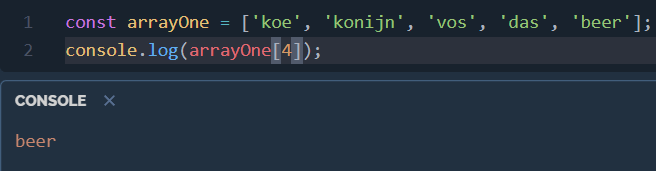 1 const arrayOne = ['koe', 'konijn', 'vos', 'das', 'beer'];
2 console.log(arrayOne[4]);
CONSOLE ×
beer